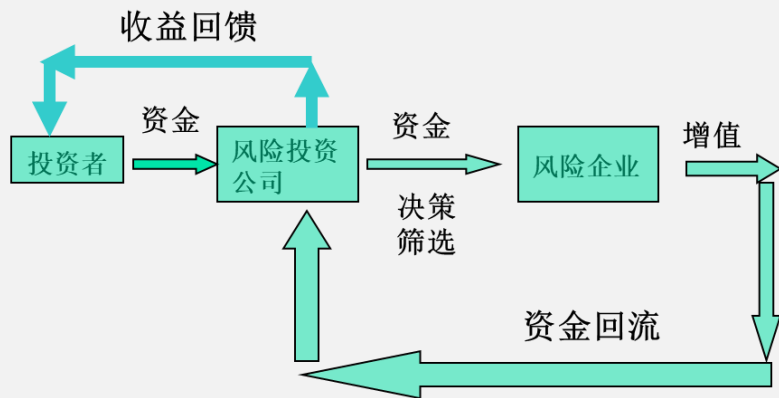 收益回馈
资金
资金
增值
投资者
风险投资
公司
风险企业
决策
筛选
资金回流